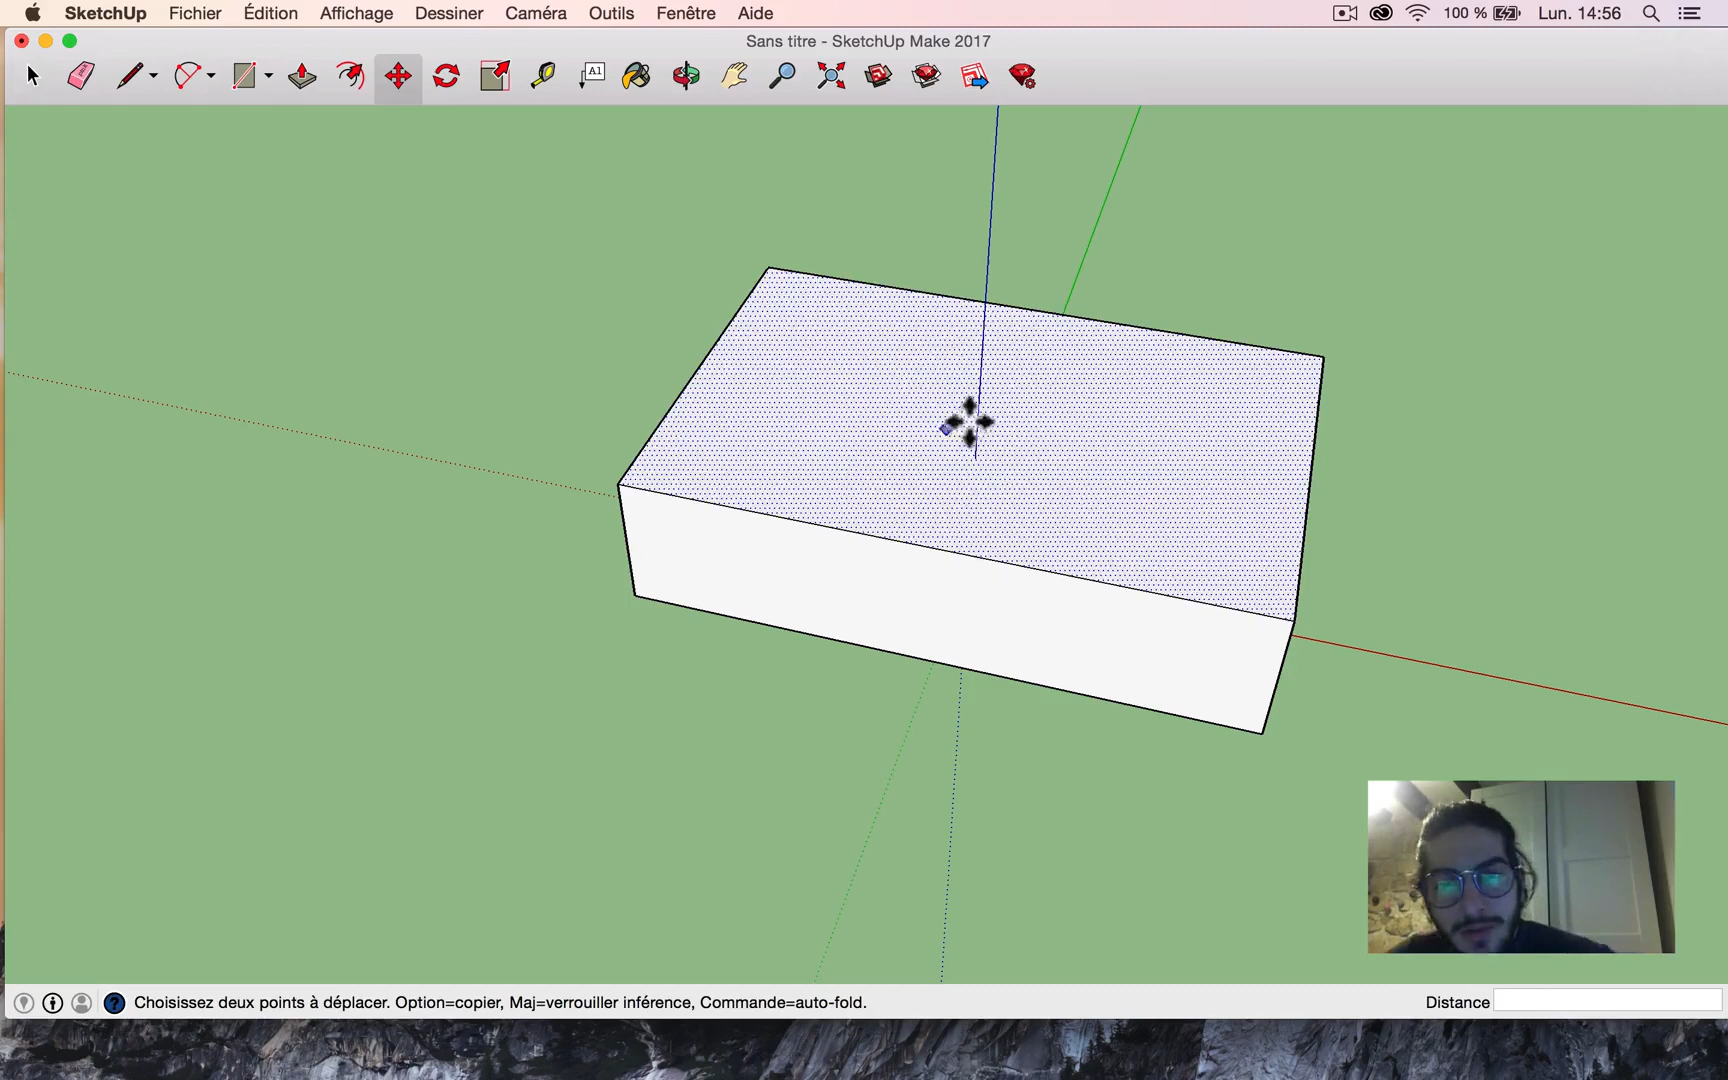 SketchUp Fichier Édition Affichage Dessiner Caméra Outils Fenêtre Aide 100 % Lun. 14:56
Sans titre - SketchUp Make 2017
A1
Choisissez deux points à déplacer. Option=copier, Maj=verrouiller inférence, Commande=auto-fold. Distance